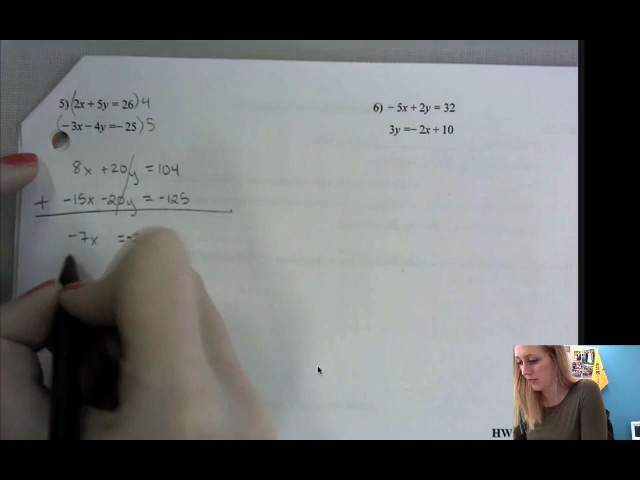 5) (2x + 5y = 26) 4
(-3x - 4y = -25) 5
8x + 20y = 104
+ -15x - 20y = -125
-7x = -2
6) -5x + 2y = 32
3y = -2x + 10
HW